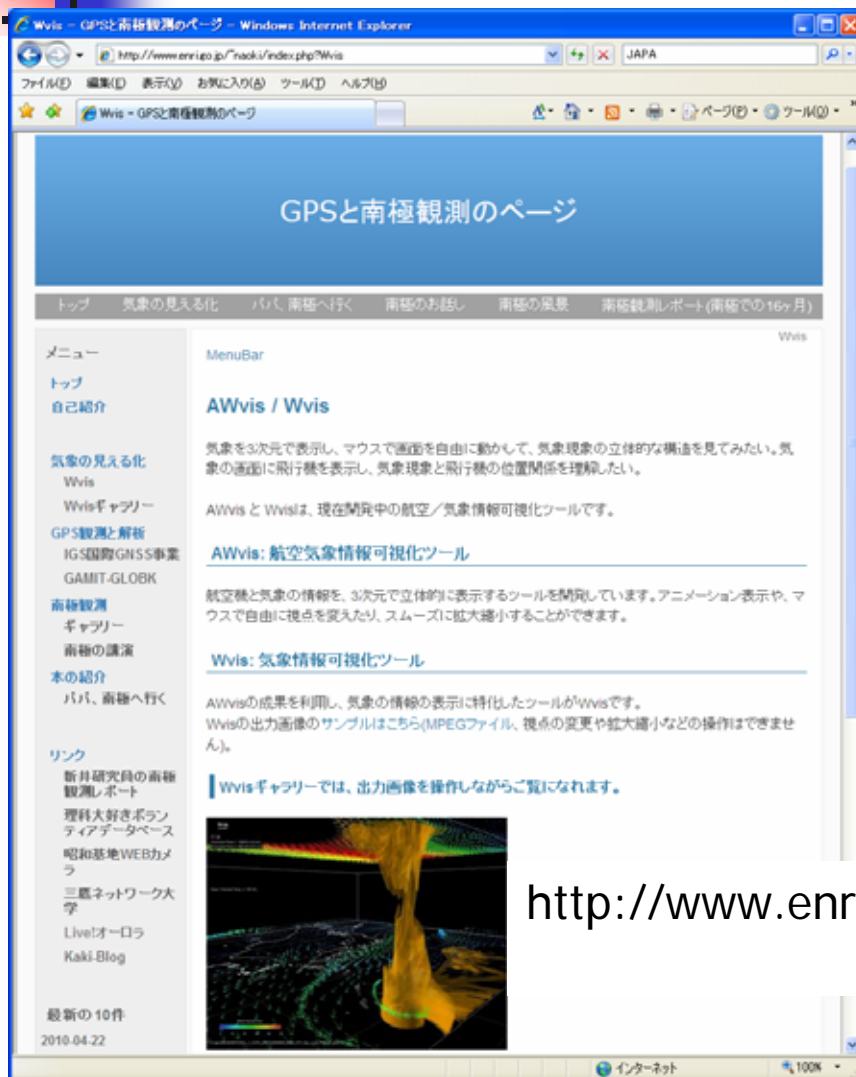 Wvis - GPSと南極観測のページ - Windows Internet Explorer
http://www.enri.go.jp/~naoki/index.php?Wvis
JAPA
ファイル(F) 編集(E) 表示(V) お気に入り(A) ツール(T) ヘルプ(H)
Wvis - GPSと南極観測のページ
ページ(P) ツール(O)
GPSと南極観測のページ
トップ 気象の見える化 パパ、南極へ行く 南極のお話し 南極の風景 南極観測レポート(南極での16ヶ月)
Wvis
メニュー
トップ
自己紹介
気象の見える化
Wvis
Wvisギャラリー
GPS観測と解析
IGS国際GNSS事業
GAMIT-GLOBK
南極観測
ギャラリー
南極の講演
本の紹介
パパ、南極へ行く
リンク
新井研究員の南極
観測レポート
理科大好きボラン
ティアデータベース
昭和基地WEBカメ
ラ
三鷹ネットワーク大
学
Live!オーロラ
Kaki-Blog
最新の10件
2010-04-22
MenuBar
AWvis / Wvis
気象を3次元で表示し、マウスで画面を自由に動かして、気象現象の立体的な構造を見てみたい。気
象の画面に飛行機を表示し、気象現象と飛行機の位置関係を理解したい。
AWvis と Wvisは、現在開発中の航空／気象情報可視化ツールです。
AWvis: 航空気象情報可視化ツール
航空機と気象の情報を、3次元で立体的に表示するツールを開発しています。アニメーション表示や、マ
ウスで自由に視点を変えたり、スムーズに拡大縮小することができます。
Wvis: 気象情報可視化ツール
AWvisの成果を利用し、気象の情報の表示に特化したツールがWvisです。
Wvisの出力画像のサンプルはこちら(MPEGファイル、視点の変更や拡大縮小などの操作はできませ
ん)。
Wvisギャラリーでは、出力画像を操作しながらご覧になれます。
http://www.enr
インターネット 100%